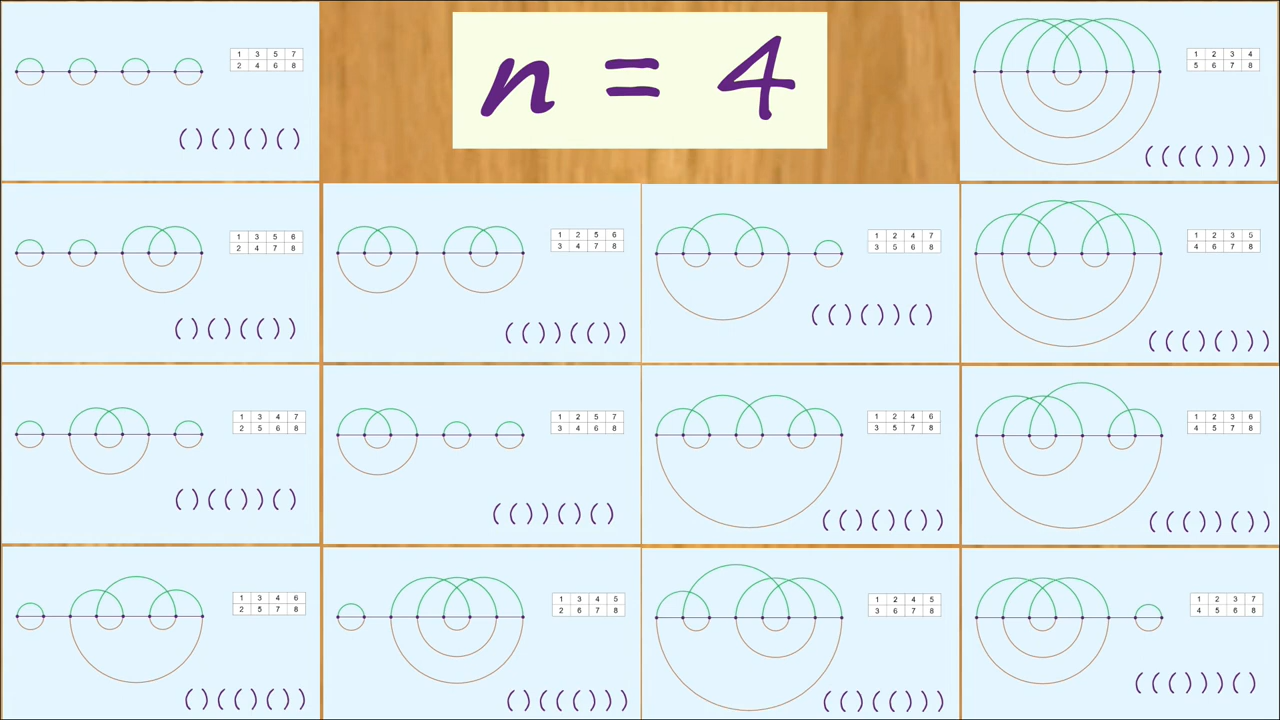 1 3 5 7
2 4 6 8
( ) ( ) ( ) ( )
n = 4
1 2 3 4
5 6 7 8
( ( ( ( ) ) ) )
1 3 5 6
2 4 7 8
( ) ( ) ( ( ) )
1 2 5 6
3 4 7 8
( ( ) ) ( ( ) )
1 2 4 7
3 5 6 8
( ( ) ( ) ) ( )
1 2 3 5
4 6 7 8
( ( ( ) ( ) ) )
1 3 4 7
2 5 6 8
( ) ( ( ) ) ( )
1 2 5 7
3 4 6 8
( ( ) ) ( ) ( )
1 2 4 6
3 5 7 8
( ( ) ( ) ( ) )
1 2 3 6
4 5 7 8
( ( ( ) ) ( ) )
1 3 4 6
2 5 7 8
( ) ( ( ) ( ) )
1 3 4 5
2 6 7 8
( ) ( ( ( ) ) )
1 2 4 5
3 6 7 8
( ( ) ( ( ) ) )
1 2 3 7
4 5 6 8
( ( ( ) ) ) ( )